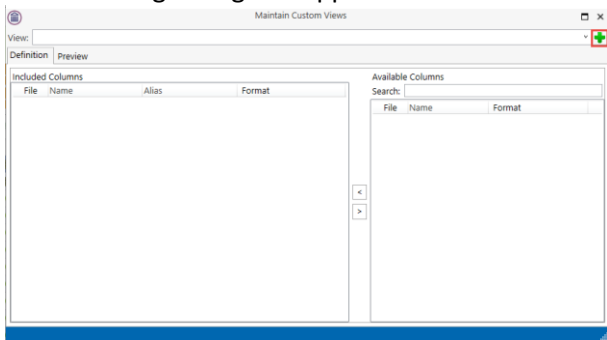 Maintain Custom Views
View:
Definition Preview
Included Columns
File Name Alias Format
Available Columns
Search:
File Name Format
<
>